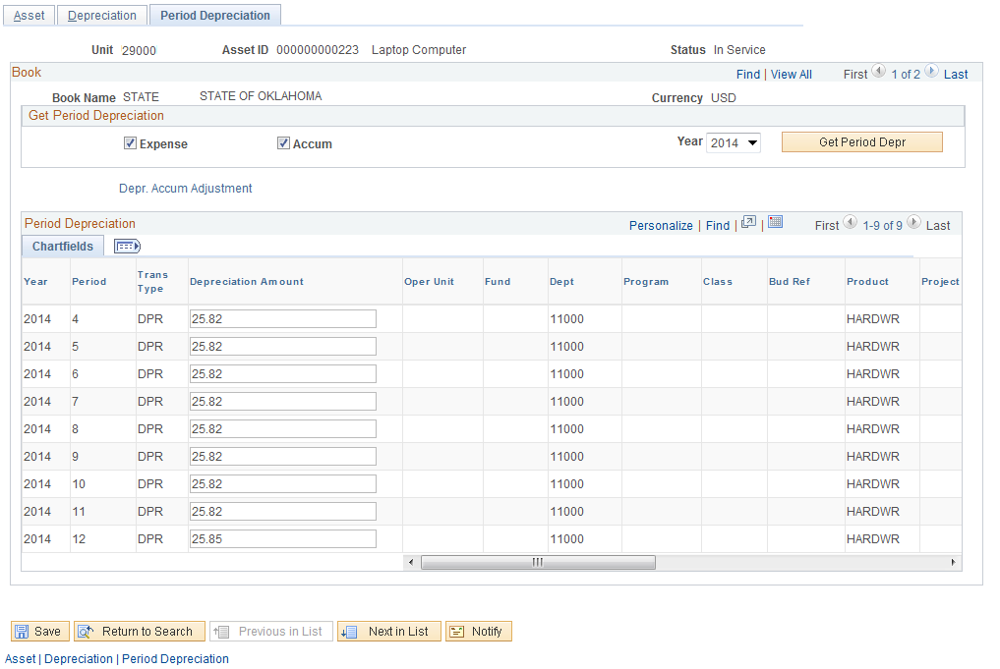 Asset Depreciation Period Depreciation
Unit 29000 Asset ID 000000000223 Laptop Computer Status In Service
Book Find | View All First 1 of 2 Last
Book Name STATE STATE OF OKLAHOMA Currency USD
Get Period Depreciation
Expense Accum Year 2014 Get Period Depr
Depr. Accum Adjustment
Period Depreciation Personalize | Find | | First 1-9 of 9 Last
Chartfields
Year Period Trans Type Depreciation Amount Oper Unit Fund Dept Program Class Bud Ref Product Project
2014 4 DPR 25.82 11000 HARDWR
2014 5 DPR 25.82 11000 HARDWR
2014 6 DPR 25.82 11000 HARDWR
2014 7 DPR 25.82 11000 HARDWR
2014 8 DPR 25.82 11000 HARDWR
2014 9 DPR 25.82 11000 HARDWR
2014 10 DPR 25.82 11000 HARDWR
2014 11 DPR 25.82 11000 HARDWR
2014 12 DPR 25.85 11000 HARDWR
Save Return to Search Previous in List Next in List Notify
Asset | Depreciation | Period Depreciation